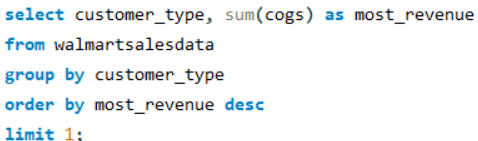 select customer_type, sum(cogs) as most_revenue
from walmartsalesdata
group by customer_type
order by most_revenue desc
limit 1;